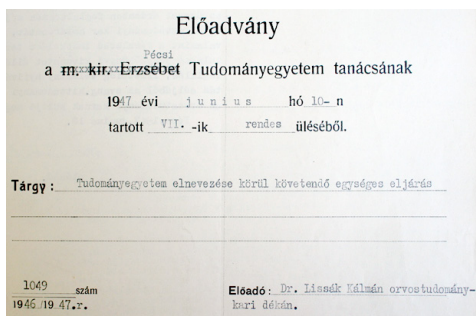 Előadvány
Pécsi
a m. kir. Erzsébet Tudományegyetem tanácsának
1947 évi junius hó 10-n
tartott VII. -ik rendes üléséből.
Tárgy : Tudományegyetem elnevezése körül követendő egységes eljárás
1049 szám
1946/1947.r.
Előadó : Dr. Lissák Kálmán orvostudomány-
kari dékán.